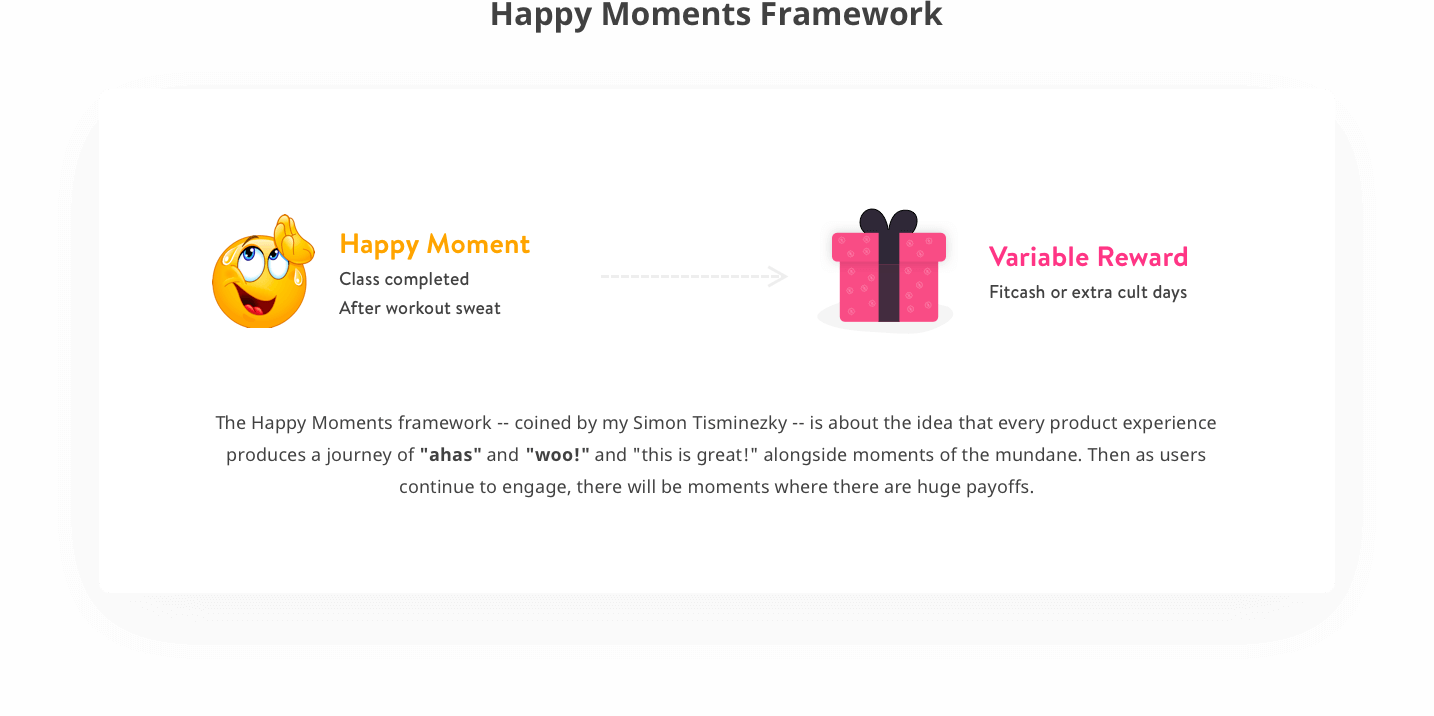 Happy Moments Framework
Happy Moment
Class completed
After workout sweat
Variable Reward
Fitcash or extra cult days
The Happy Moments framework -- coined by my Simon Tisminezky -- is about the idea that every product experience
produces a journey of "ahas" and "woo!" and "this is great!" alongside moments of the mundane. Then as users
continue to engage, there will be moments where there are huge payoffs.